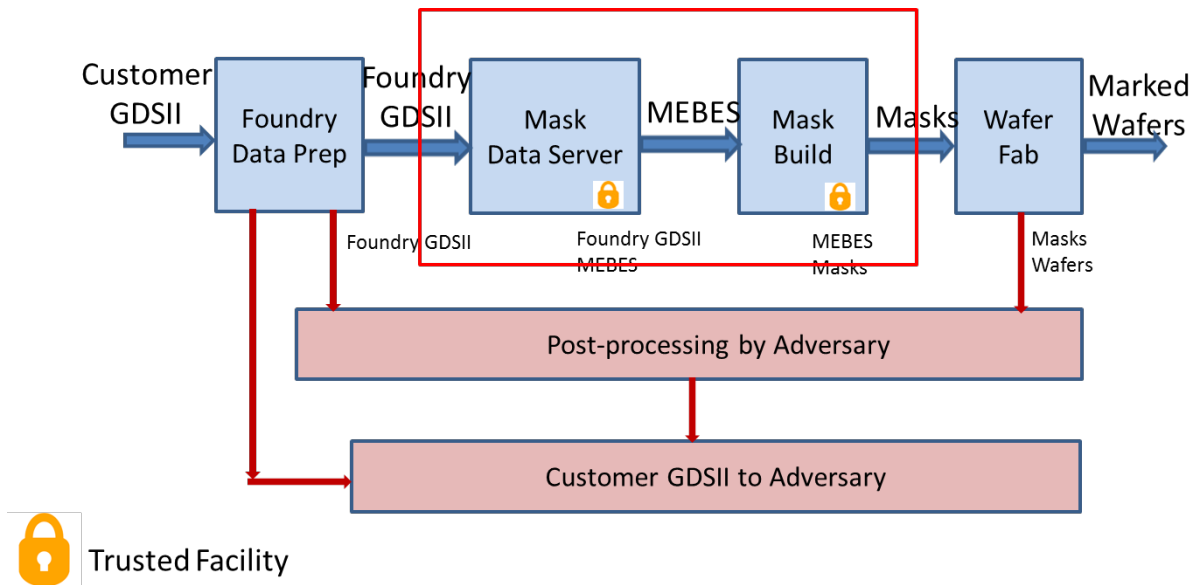 Customer
GDSII
Foundry
Data Prep
Foundry
GDSII
Mask
Data Server
MEBES
Mask
Build
Masks
Wafer
Fab
Marked
Wafers
Foundry GDSII
Foundry GDSII
MEBES
MEBES
Masks
Masks
Wafers
Post-processing by Adversary
Customer GDSII to Adversary
Trusted Facility